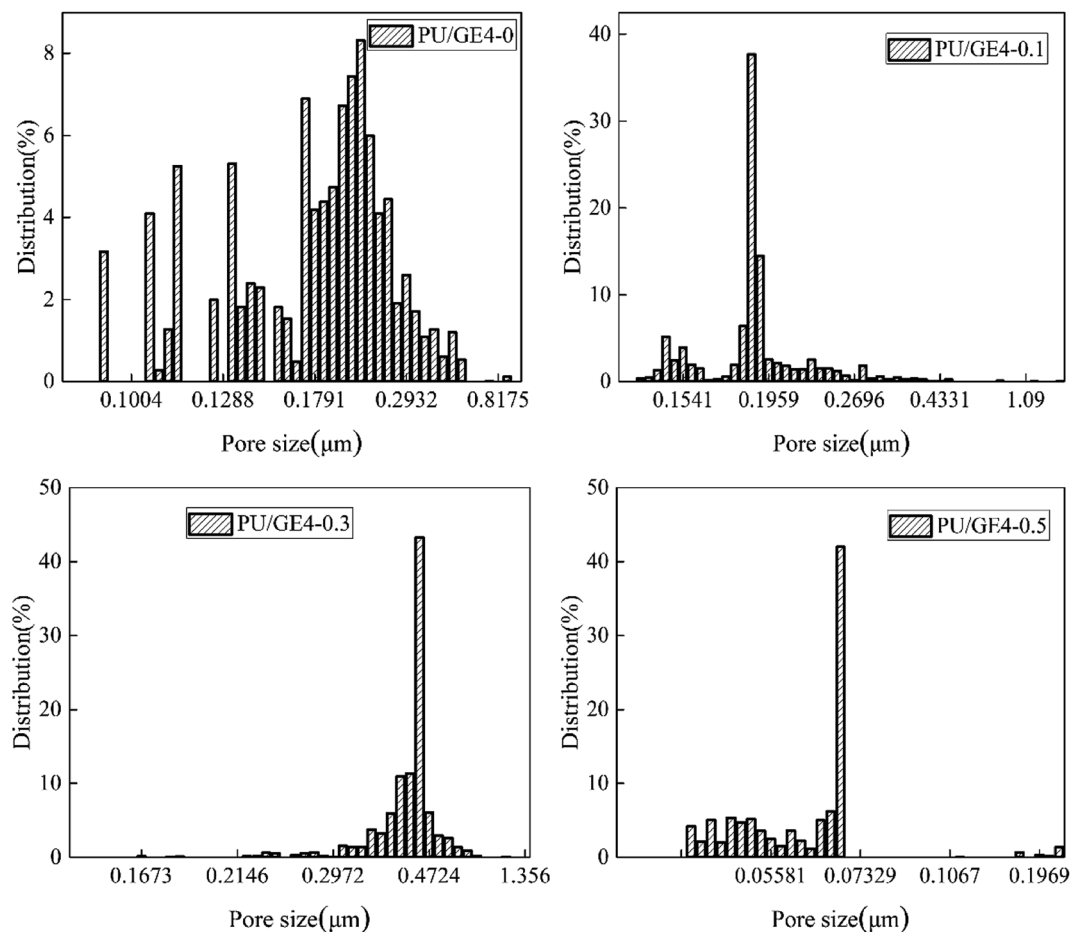 PU/GE4-0
8
6
4
2
0
Distribution(%)
0.1004 0.1288 0.1791 0.2932 0.8175
Pore size(μm)
PU/GE4-0.1
40
30
20
10
0
Distribution(%)
0.1541 0.1959 0.2696 0.4331 1.09
Pore size(μm)
PU/GE4-0.3
50
40
30
20
10
0
Distribution(%)
0.1673 0.2146 0.2972 0.4724 1.356
Pore size(μm)
PU/GE4-0.5
50
40
30
20
10
0
Distribution(%)
0.05581 0.07329 0.1067 0.1969
Pore size(μm)